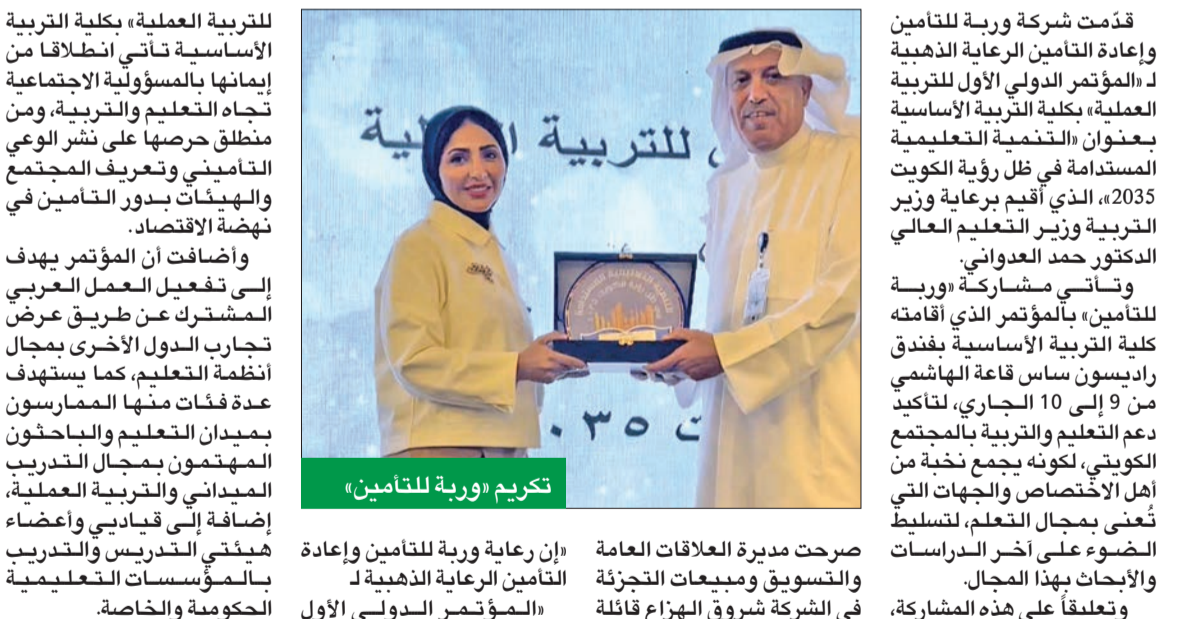 قدّمت شركة وربة للتأمين
وإعادة التأمين الرعاية الذهبية
لـ «المؤتمر الدولي الأول للتربية
العملية» بكلية التربية الأساسية
بعنوان «التنمية التعليمية
المستدامة في ظل رؤية الكويت
2035»، الذي أقيم برعاية وزير
التربية وزير التعليم العالي
الدكتور حمد العدواني.
وتأتي مشاركة «وربة
للتأمين» بالمؤتمر الذي أقامته
كلية التربية الأساسية بفندق
راديسون ساس قاعة الهاشمي
من 9 إلى 10 الجاري، لتأكيد
دعم التعليم والتربية بالمجتمع
الكويتي، لكونه يجمع نخبة من
أهل الاختصاص والجهات التي
تُعنى بمجال التعلم، لتسليط
الضوء على آخر الدراسات
والأبحاث بهذا المجال.
وتعليقاً على هذه المشاركة،
للتربية
٠٣٥
تكريم «وربة للتأمين»
صرحت مديرة العلاقات العامة
والتسويق ومبيعات التجزئة
في الشركة شروق الهزاع قائلة
«إن رعاية وربة للتأمين وإعادة
التأمين الرعاية الذهبية لـ
«المؤتمر الدولي الأول
للتربية العملية» بكلية التربية
الأساسية تأتي انطلاقا من
إيمانها بالمسؤولية الاجتماعية
تجاه التعليم والتربية، ومن
منطلق حرصها على نشر الوعي
التأميني وتعريف المجتمع
والهيئات بدور التأمين في
نهضة الاقتصاد.
وأضافت أن المؤتمر يهدف
إلى تفعيل العمل العربي
المشترك عن طريق عرض
تجارب الدول الأخرى بمجال
أنظمة التعليم، كما يستهدف
عدة فئات منها الممارسون
بميدان التعليم والباحثون
المهتمون بمجال التدريب
الميداني والتربية العملية،
إضافة إلى قياديي وأعضاء
هيئتي التدريس والتدريب
بالمؤسسات التعليمية
الحكومية والخاصة.